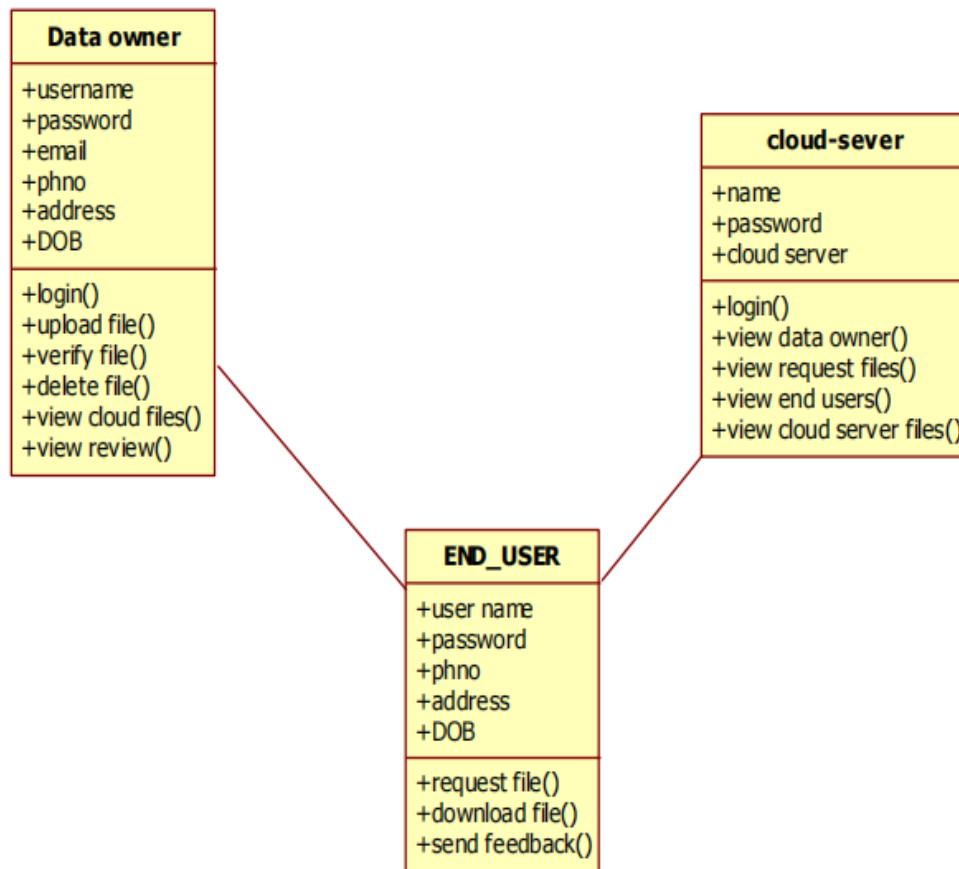 Data owner
+username
+password
+email
+phno
+address
+DOB
+login()
+upload file()
+verify file()
+delete file()
+view cloud files()
+view review()
cloud-sever
+name
+password
+cloud server
+login()
+view data owner()
+view request files()
+view end users()
+view cloud server files()
END_USER
+user name
+password
+phno
+address
+DOB
+request file()
+download file()
+send feedback()